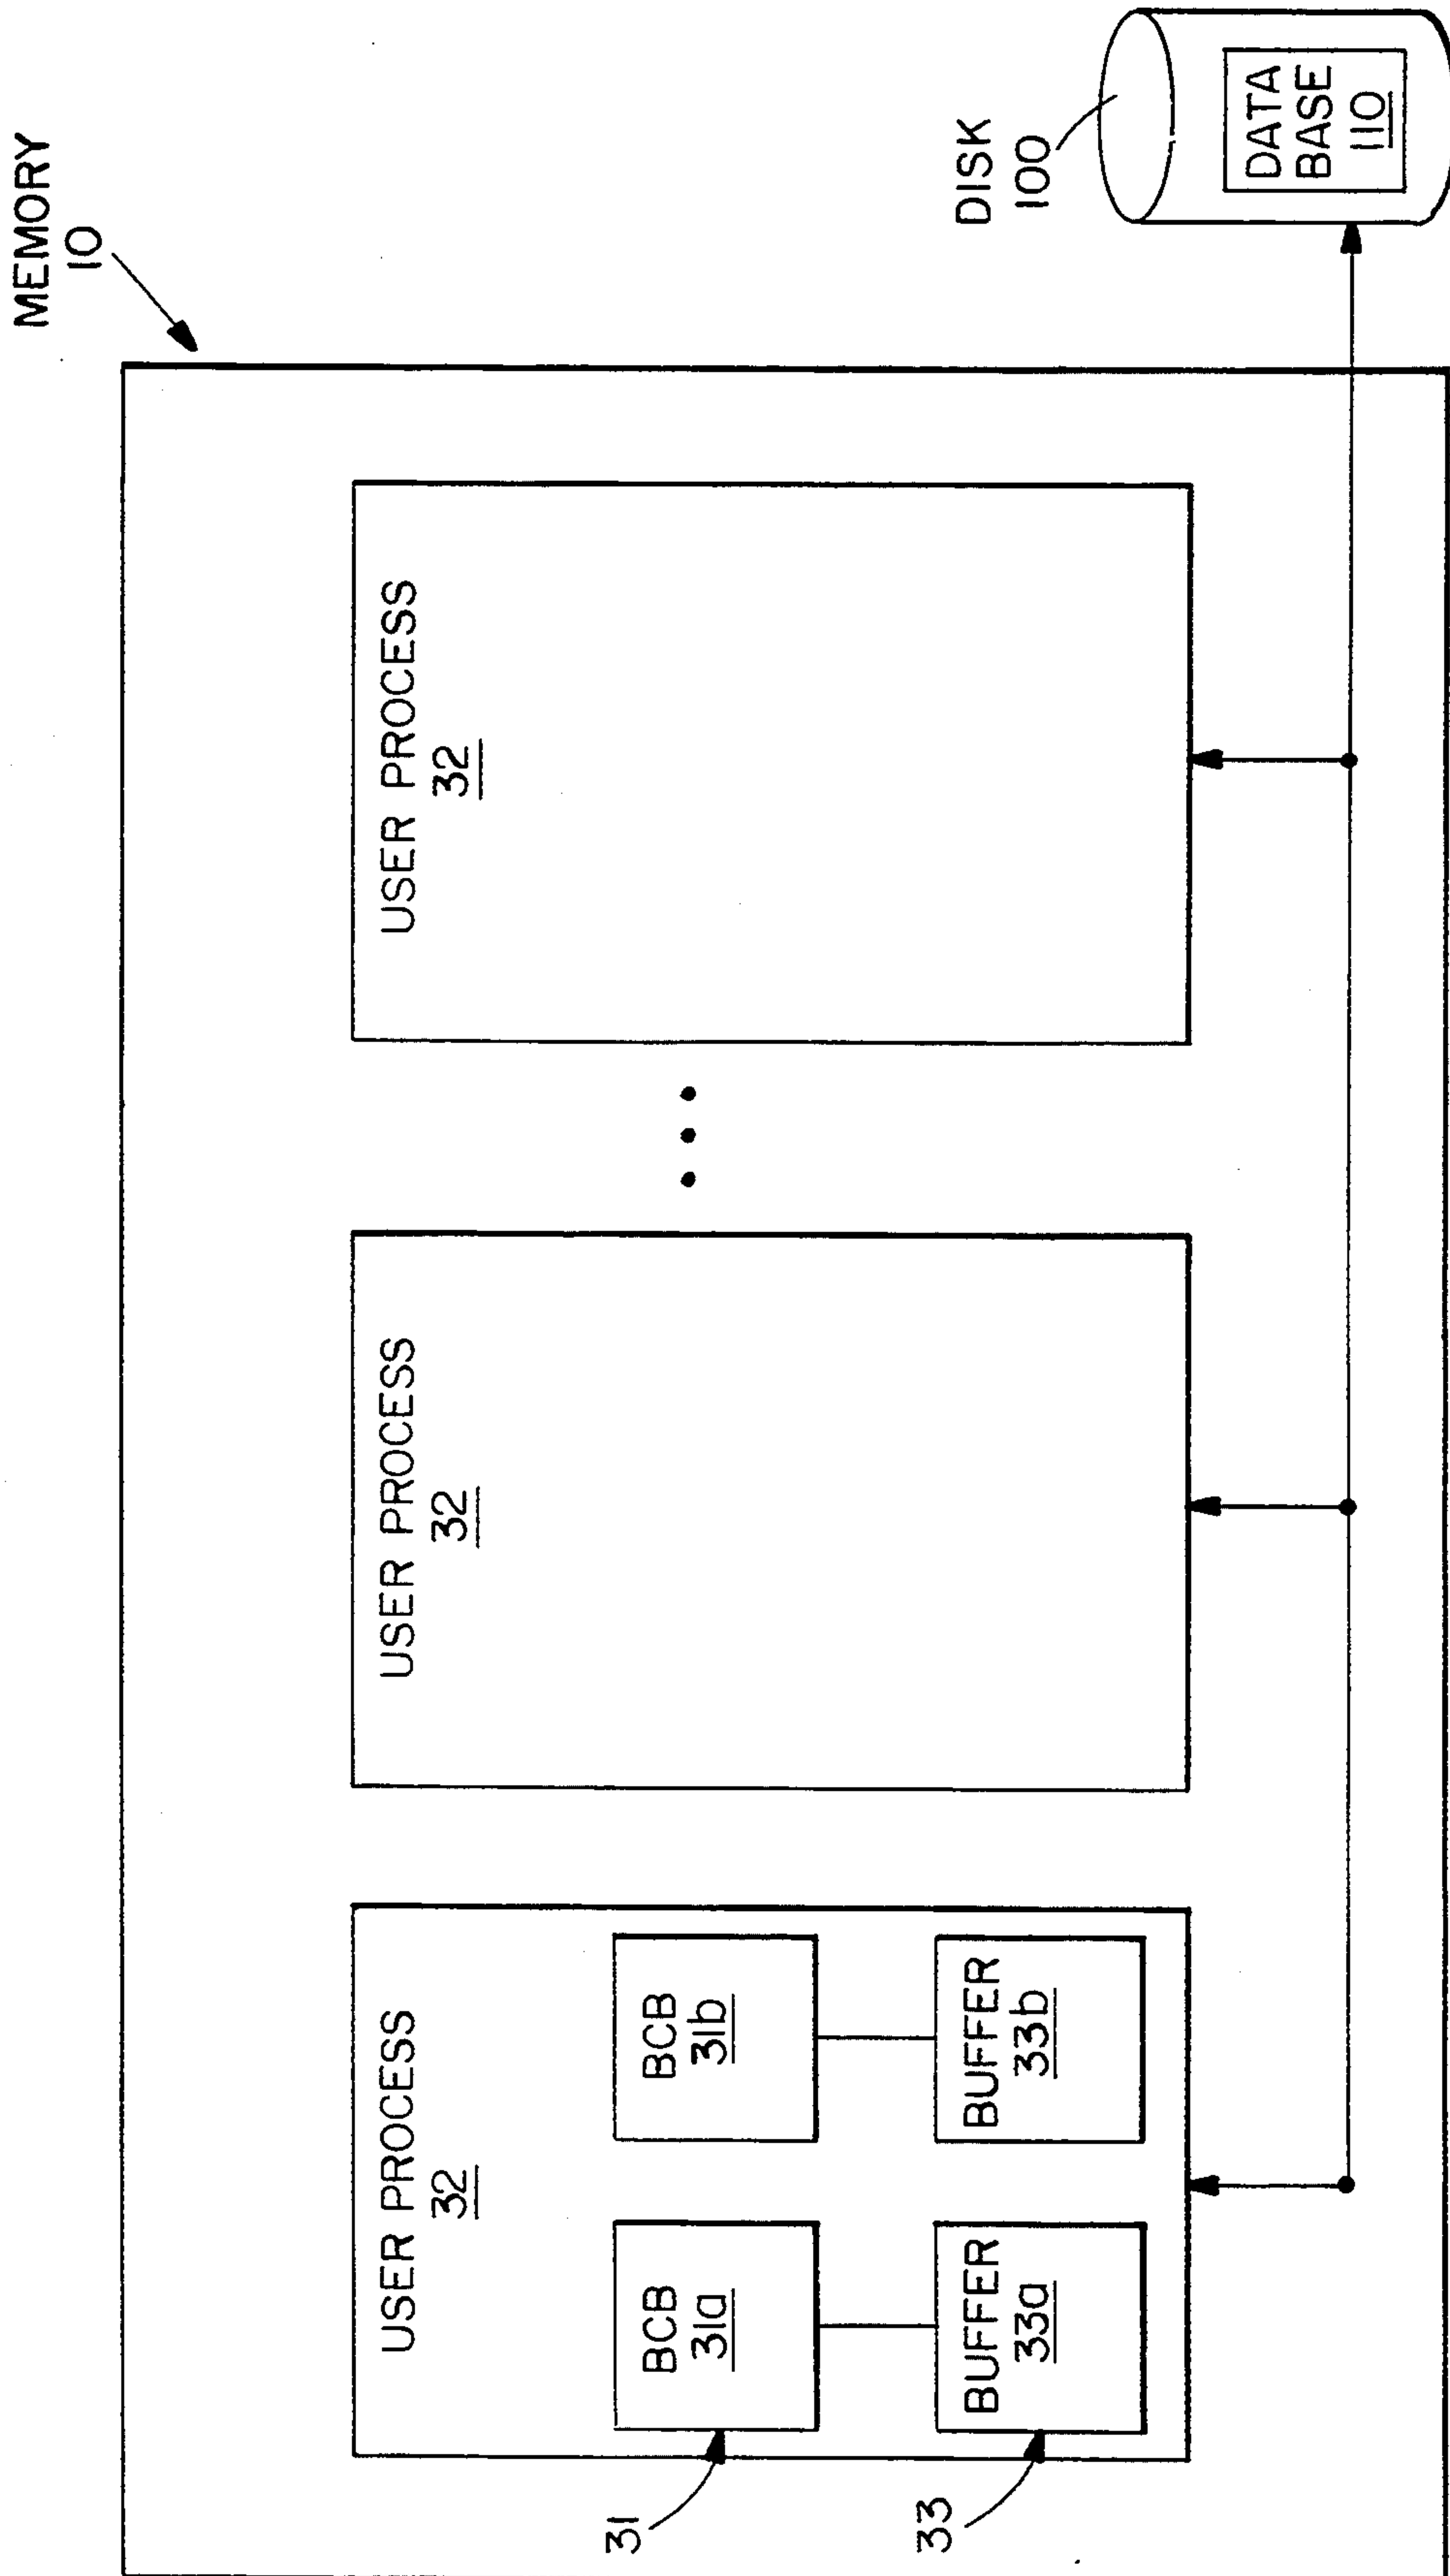 MEMORY
10
USER PROCESS
32
BCB
31a
BCB
31b
BUFFER
33a
BUFFER
33b
31
33
USER PROCESS
32
• • •
USER PROCESS
32
DISK
100
DATA
BASE
110